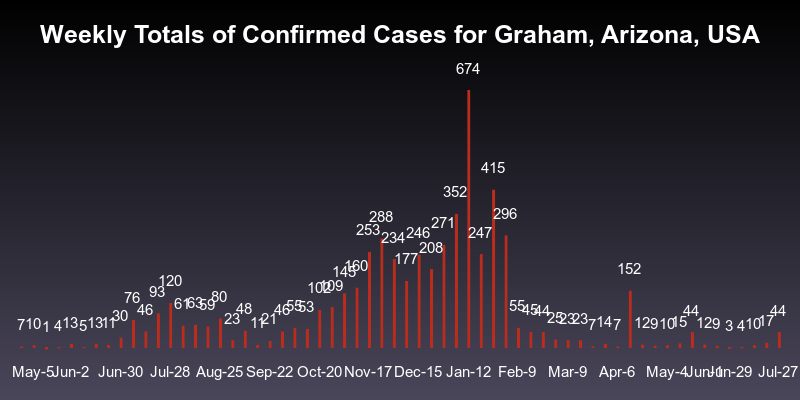 Weekly Totals of Confirmed Cases for Graham, Arizona, USA
7 10 1 4 13 5 13 11 30 76 46 93 120 61 63 59 80 23 48 11 21 46 55 53 102 109 145 160 253 288 234 177 246 208 271 352 674 247 415 296 55 45 44 25 23 23 7 14 7 152 12 9 10 15 44 12 9 3 4 10 17 44
May-5 Jun-2 Jun-30 Jul-28 Aug-25 Sep-22 Oct-20 Nov-17 Dec-15 Jan-12 Feb-9 Mar-9 Apr-6 May-4 Jun-1 Jun-29 Jul-27